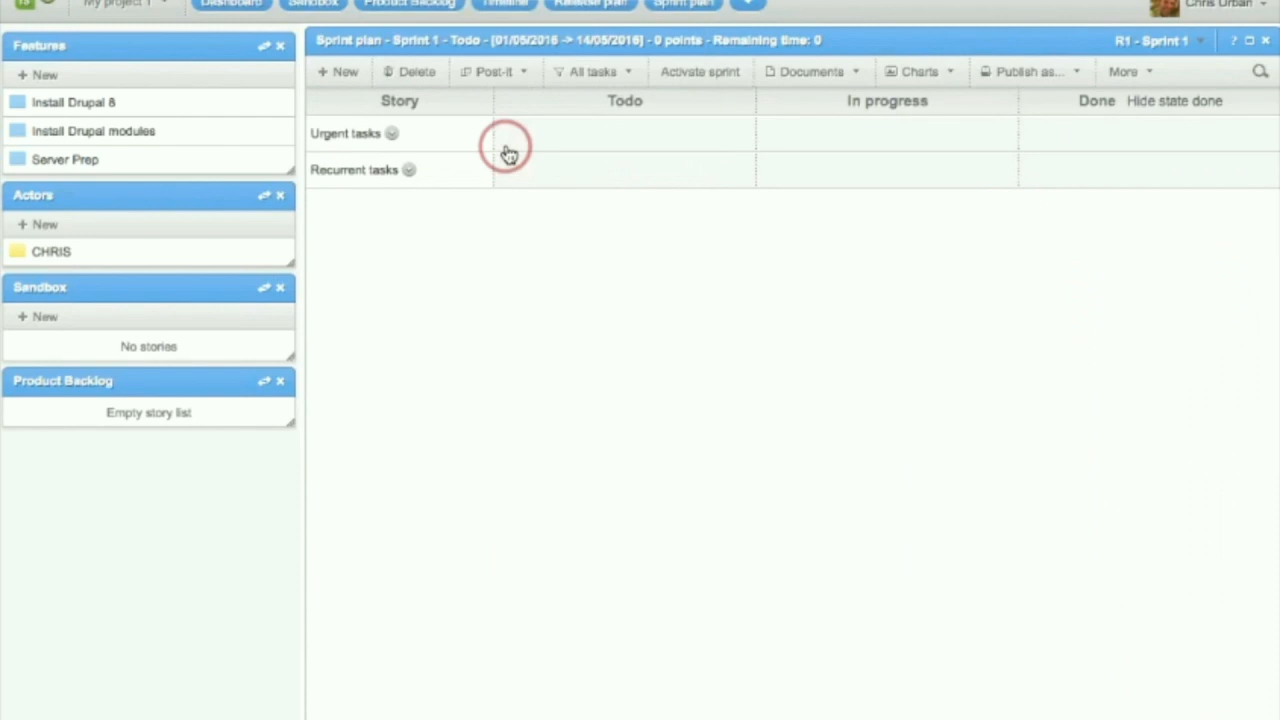 My project 1 Dashboard Sandbox Product Backlog Timeline Release plan Sprint plan Chris Urban
Features
+ New
Install Drupal 8
Install Drupal modules
Server Prep
Actors
+ New
CHRIS
Sandbox
+ New
No stories
Product Backlog
Empty story list
Sprint plan - Sprint 1 - Todo - [01/05/2016 -> 14/05/2016] - 0 points - Remaining time: 0 R1 - Sprint 1 ?
+ New Delete Post-it All tasks Activate sprint Documents Charts Publish as... More
Story Todo In progress Done Hide state done
Urgent tasks
Recurrent tasks